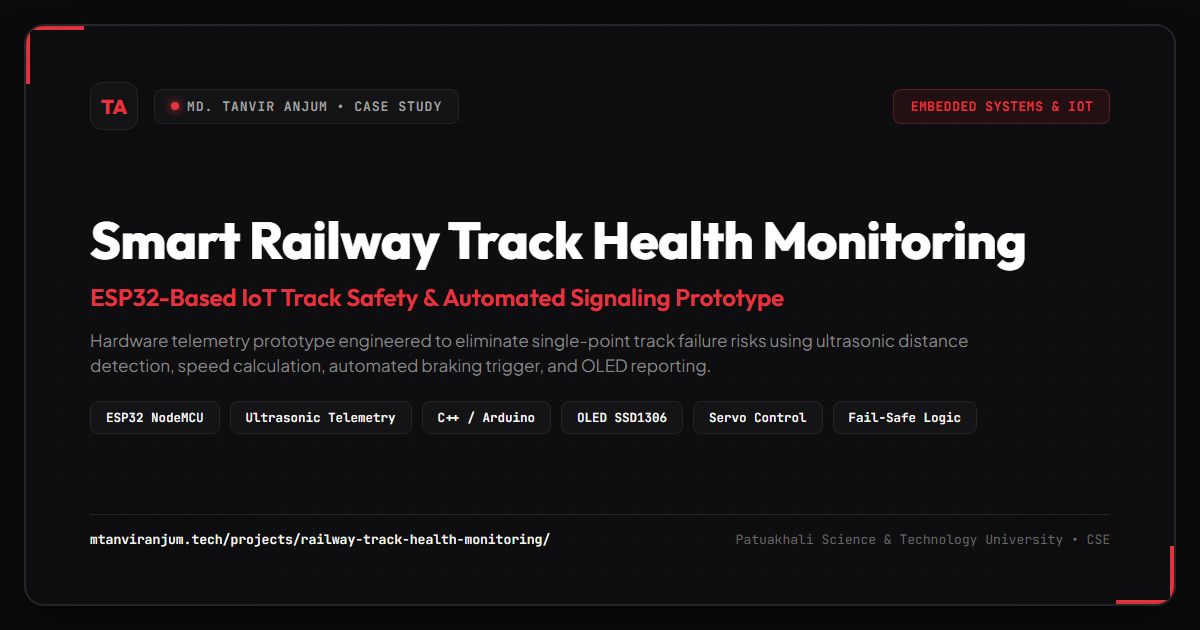 TA
MD. TANVIR ANJUM • CASE STUDY
EMBEDDED SYSTEMS & IOT
Smart Railway Track Health Monitoring
ESP32-Based IoT Track Safety & Automated Signaling Prototype
Hardware telemetry prototype engineered to eliminate single-point track failure risks using ultrasonic distance
detection, speed calculation, automated braking trigger, and OLED reporting.
ESP32 NodeMCU
Ultrasonic Telemetry
C++ / Arduino
OLED SSD1306
Servo Control
Fail-Safe Logic
mtanviranjum.tech/projects/railway-track-health-monitoring/
Patuakhali Science & Technology University • CSE